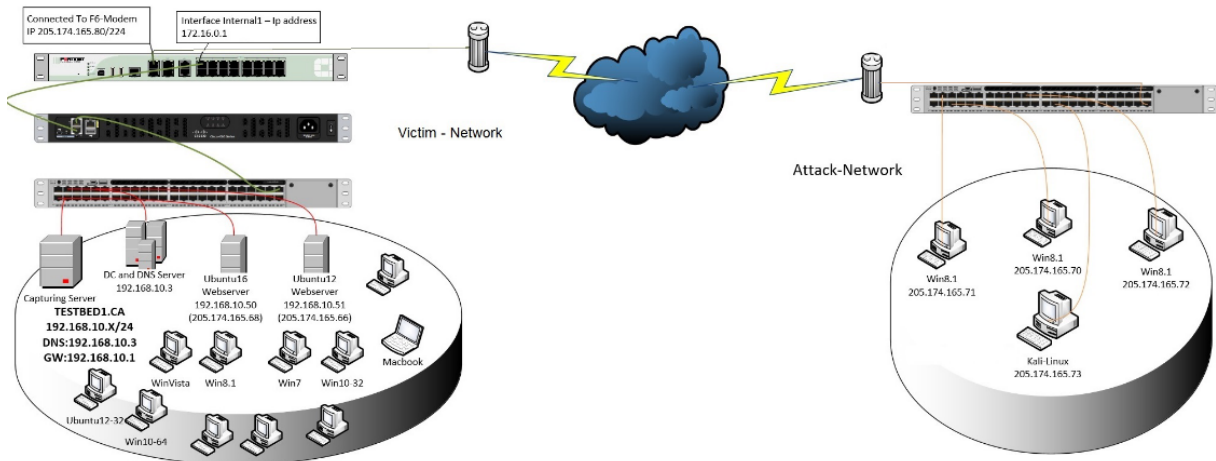 Connected To F6-Modem
IP 205.174.165.80/224
Interface Internal1 – Ip address
172.16.0.1
Victim - Network
Attack-Network
Capturing Server
DC and DNS Server
192.168.10.3
Ubuntu16
Webserver
192.168.10.50
(205.174.165.68)
Ubuntu12
Webserver
192.168.10.51
(205.174.165.66)
TESTBED1.CA
192.168.10.X/24
DNS:192.168.10.3
GW:192.168.10.1
Macbook
WinVista
Win8.1
Win7
Win10-32
Ubuntu12-32
Win10-64
Win8.1
205.174.165.71
Win8.1
205.174.165.70
Win8.1
205.174.165.72
Kali-Linux
205.174.165.73